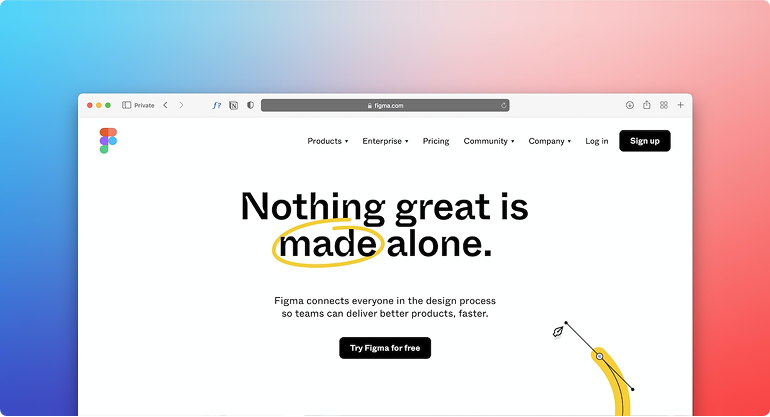 Private
f?
N
figma.com
Products Enterprise Pricing Community Company Log in Sign up
Nothing great is
made alone.
Figma connects everyone in the design process
so teams can deliver better products, faster.
Try Figma for free